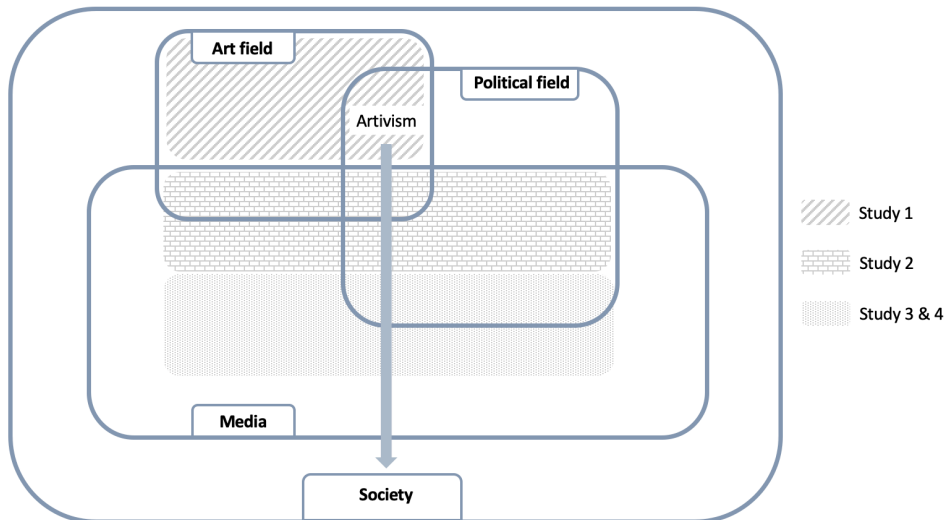 Art field
Political field
Artivism
Study 1
Study 2
Study 3 & 4
Media
Society